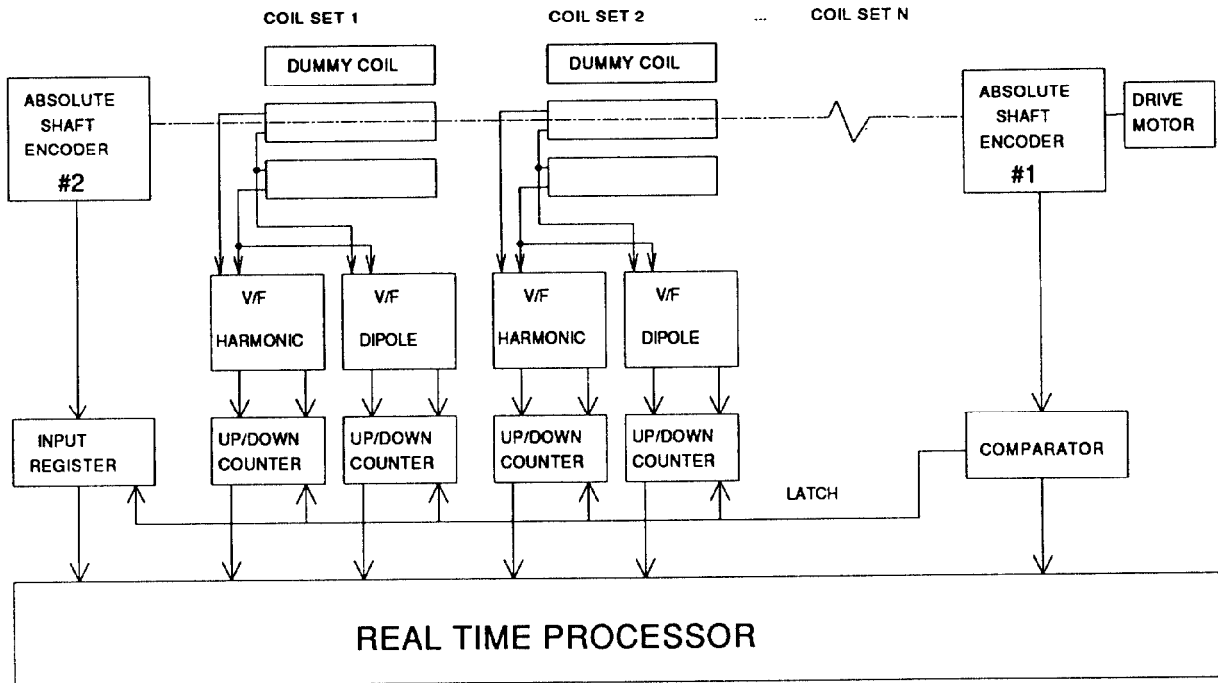 COIL SET 1
COIL SET 2
...
COIL SET N
DUMMY COIL
DUMMY COIL
ABSOLUTE
SHAFT
ENCODER
#2
ABSOLUTE
SHAFT
ENCODER
#1
DRIVE
MOTOR
V/F
HARMONIC
V/F
DIPOLE
V/F
HARMONIC
V/F
DIPOLE
INPUT
REGISTER
UP/DOWN
COUNTER
UP/DOWN
COUNTER
UP/DOWN
COUNTER
UP/DOWN
COUNTER
COMPARATOR
LATCH
REAL TIME PROCESSOR